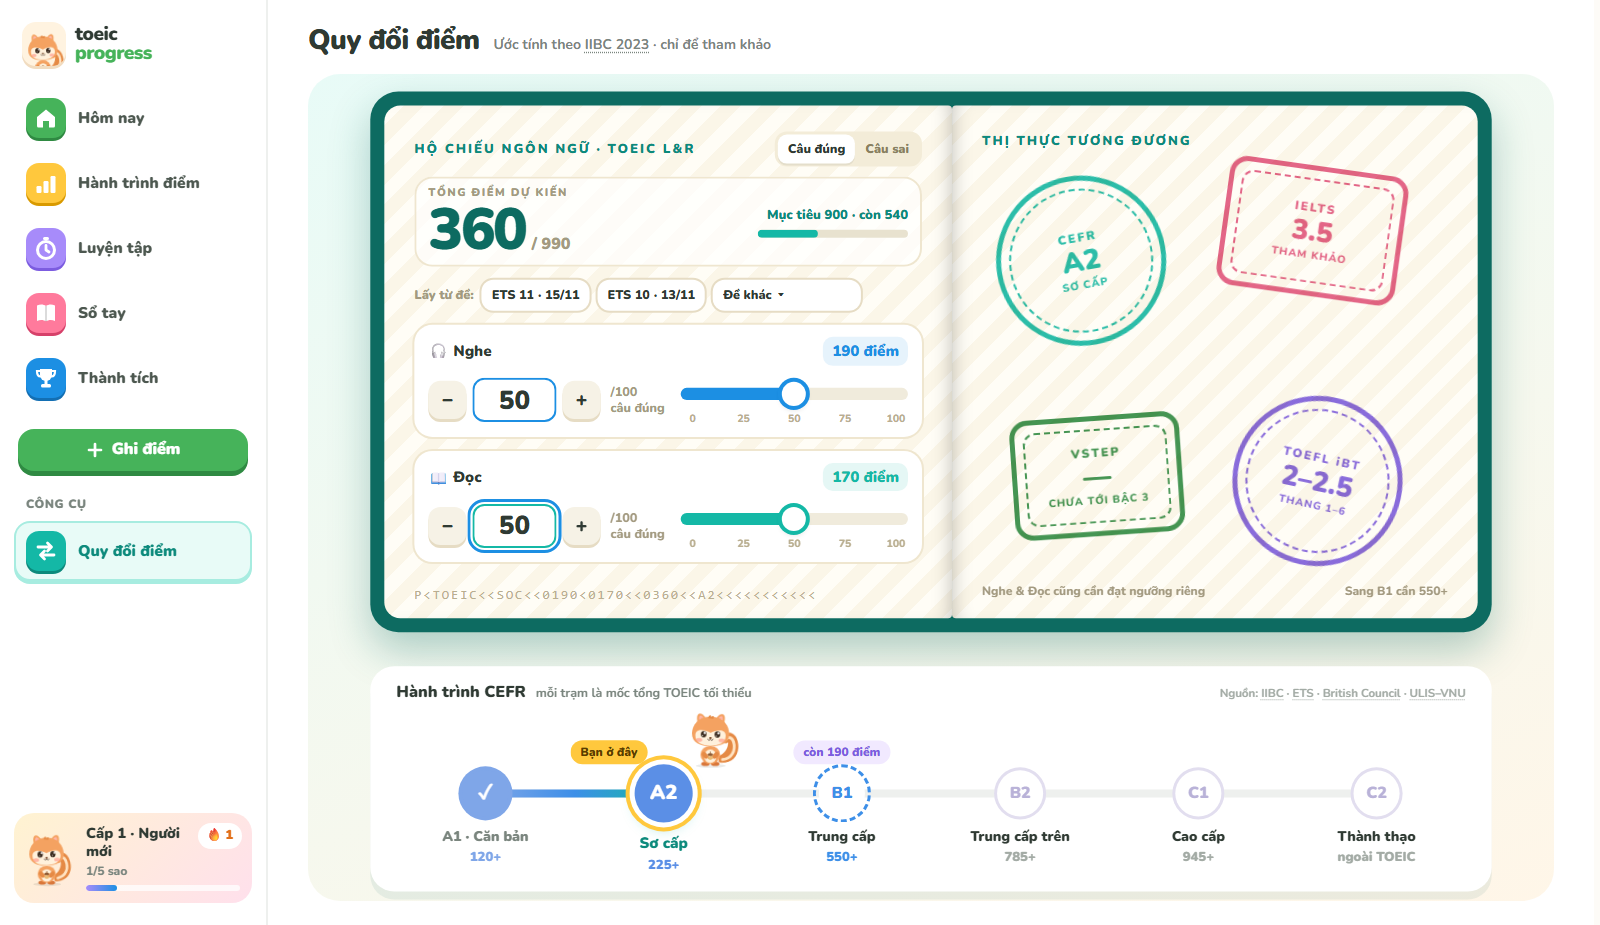 toeic
progress
Hôm nay
Hành trình điểm
Luyện tập
Sổ tay
Thành tích
+ Ghi điểm
CÔNG CỤ
Quy đổi điểm
Cấp 1 · Người
mới
1
1/5 sao
Quy đổi điểm Ước tính theo IIBC 2023 · chỉ để tham khảo
HỘ CHIẾU NGÔN NGỮ · TOEIC L&R
Câu đúng Câu sai
TỔNG ĐIỂM DỰ KIẾN
360 / 990
Mục tiêu 900 · còn 540
Lấy từ đề: ETS 11 · 15/11 ETS 10 · 13/11 Đề khác
Nghe
190 điểm
− 50 + /100
câu đúng
0 25 50 75 100
Đọc
170 điểm
− 50 + /100
câu đúng
0 25 50 75 100
P<TOEIC<<SOC<<0190<0170<<0360<<A2<<<<<<<<<<<
THỊ THỰC TƯƠNG ĐƯƠNG
CEFR
A2
SƠ CẤP
IELTS
3.5
THAM KHẢO
VSTEP
—
CHƯA TỚI BẬC 3
TOEFL iBT
2–2.5
THANG 1–6
Nghe & Đọc cũng cần đạt ngưỡng riêng
Sang B1 cần 550+
Hành trình CEFR mỗi trạm là mốc tổng TOEIC tối thiểu
Nguồn: IIBC · ETS · British Council · ULIS–VNU
Bạn ở đây
còn 190 điểm
✓ A2 B1 B2 C1 C2
A1 · Căn bản
120+
Sơ cấp
225+
Trung cấp
550+
Trung cấp trên
785+
Cao cấp
945+
Thành thạo
ngoài TOEIC